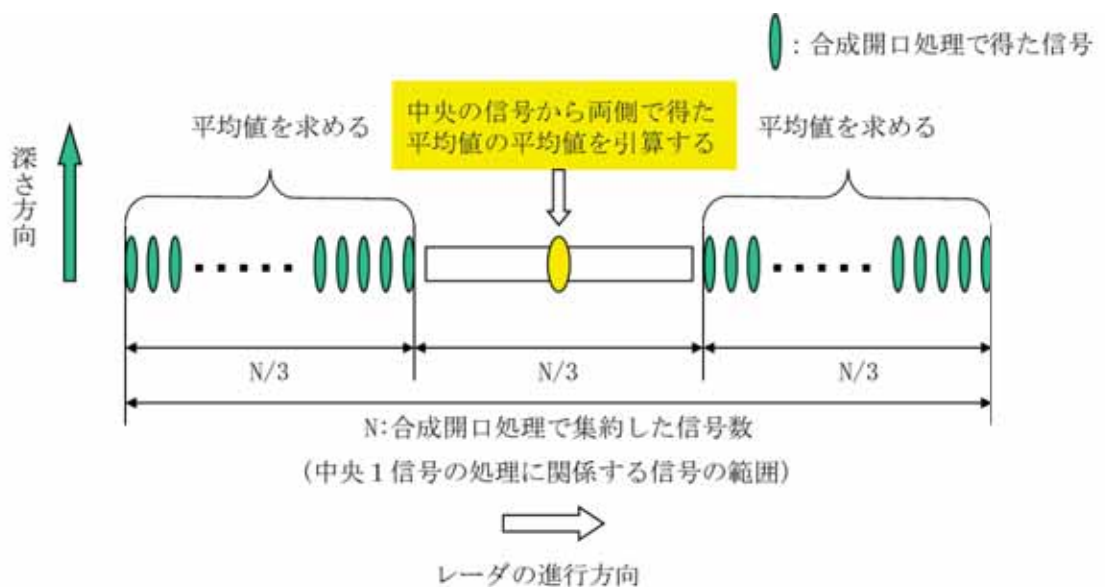 ：合成開口処理で得た信号
中央の信号から両側で得た
平均値の平均値を引算する
平均値を求める
平均値を求める
深さ方向
N/3
N/3
N/3
N:合成開口処理で集約した信号数
(中央１信号の処理に関係する信号の範囲)
レーダの進行方向